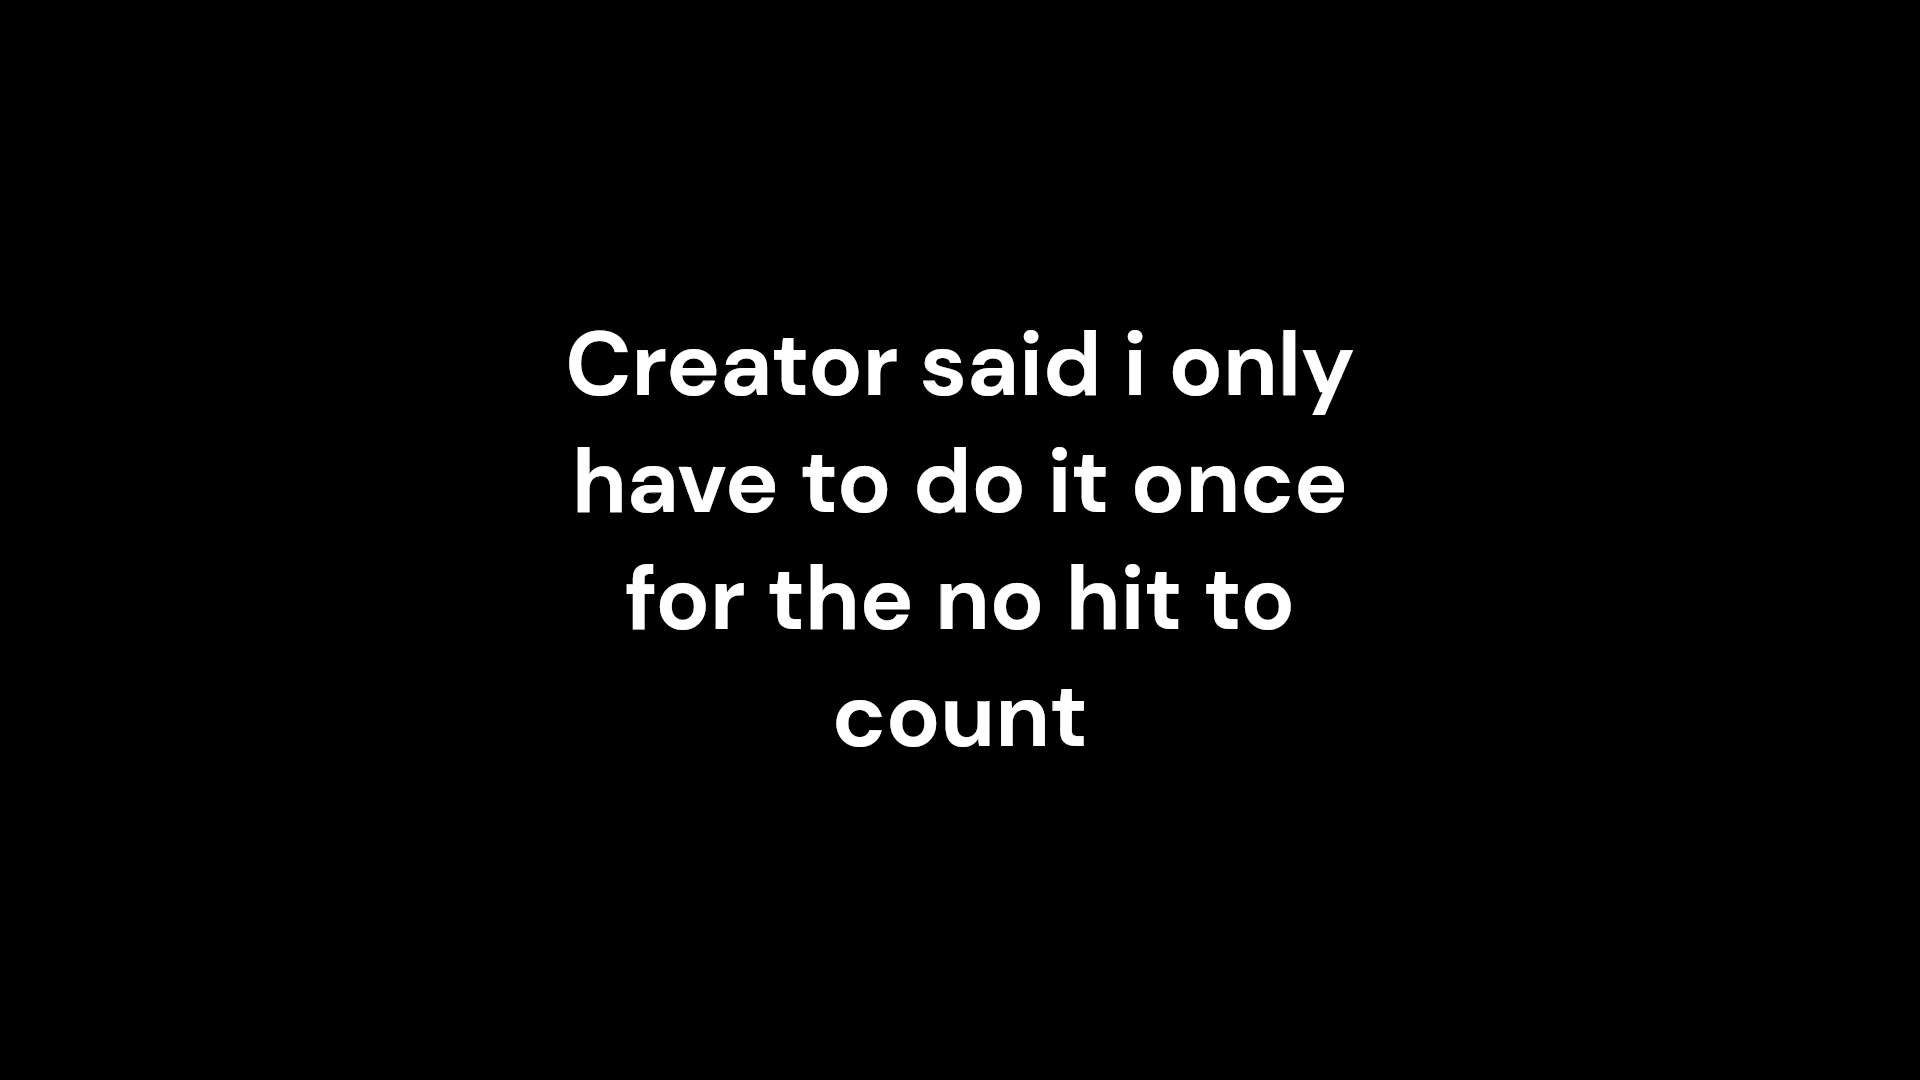 Creator said i only
have to do it once
for the no hit to
count